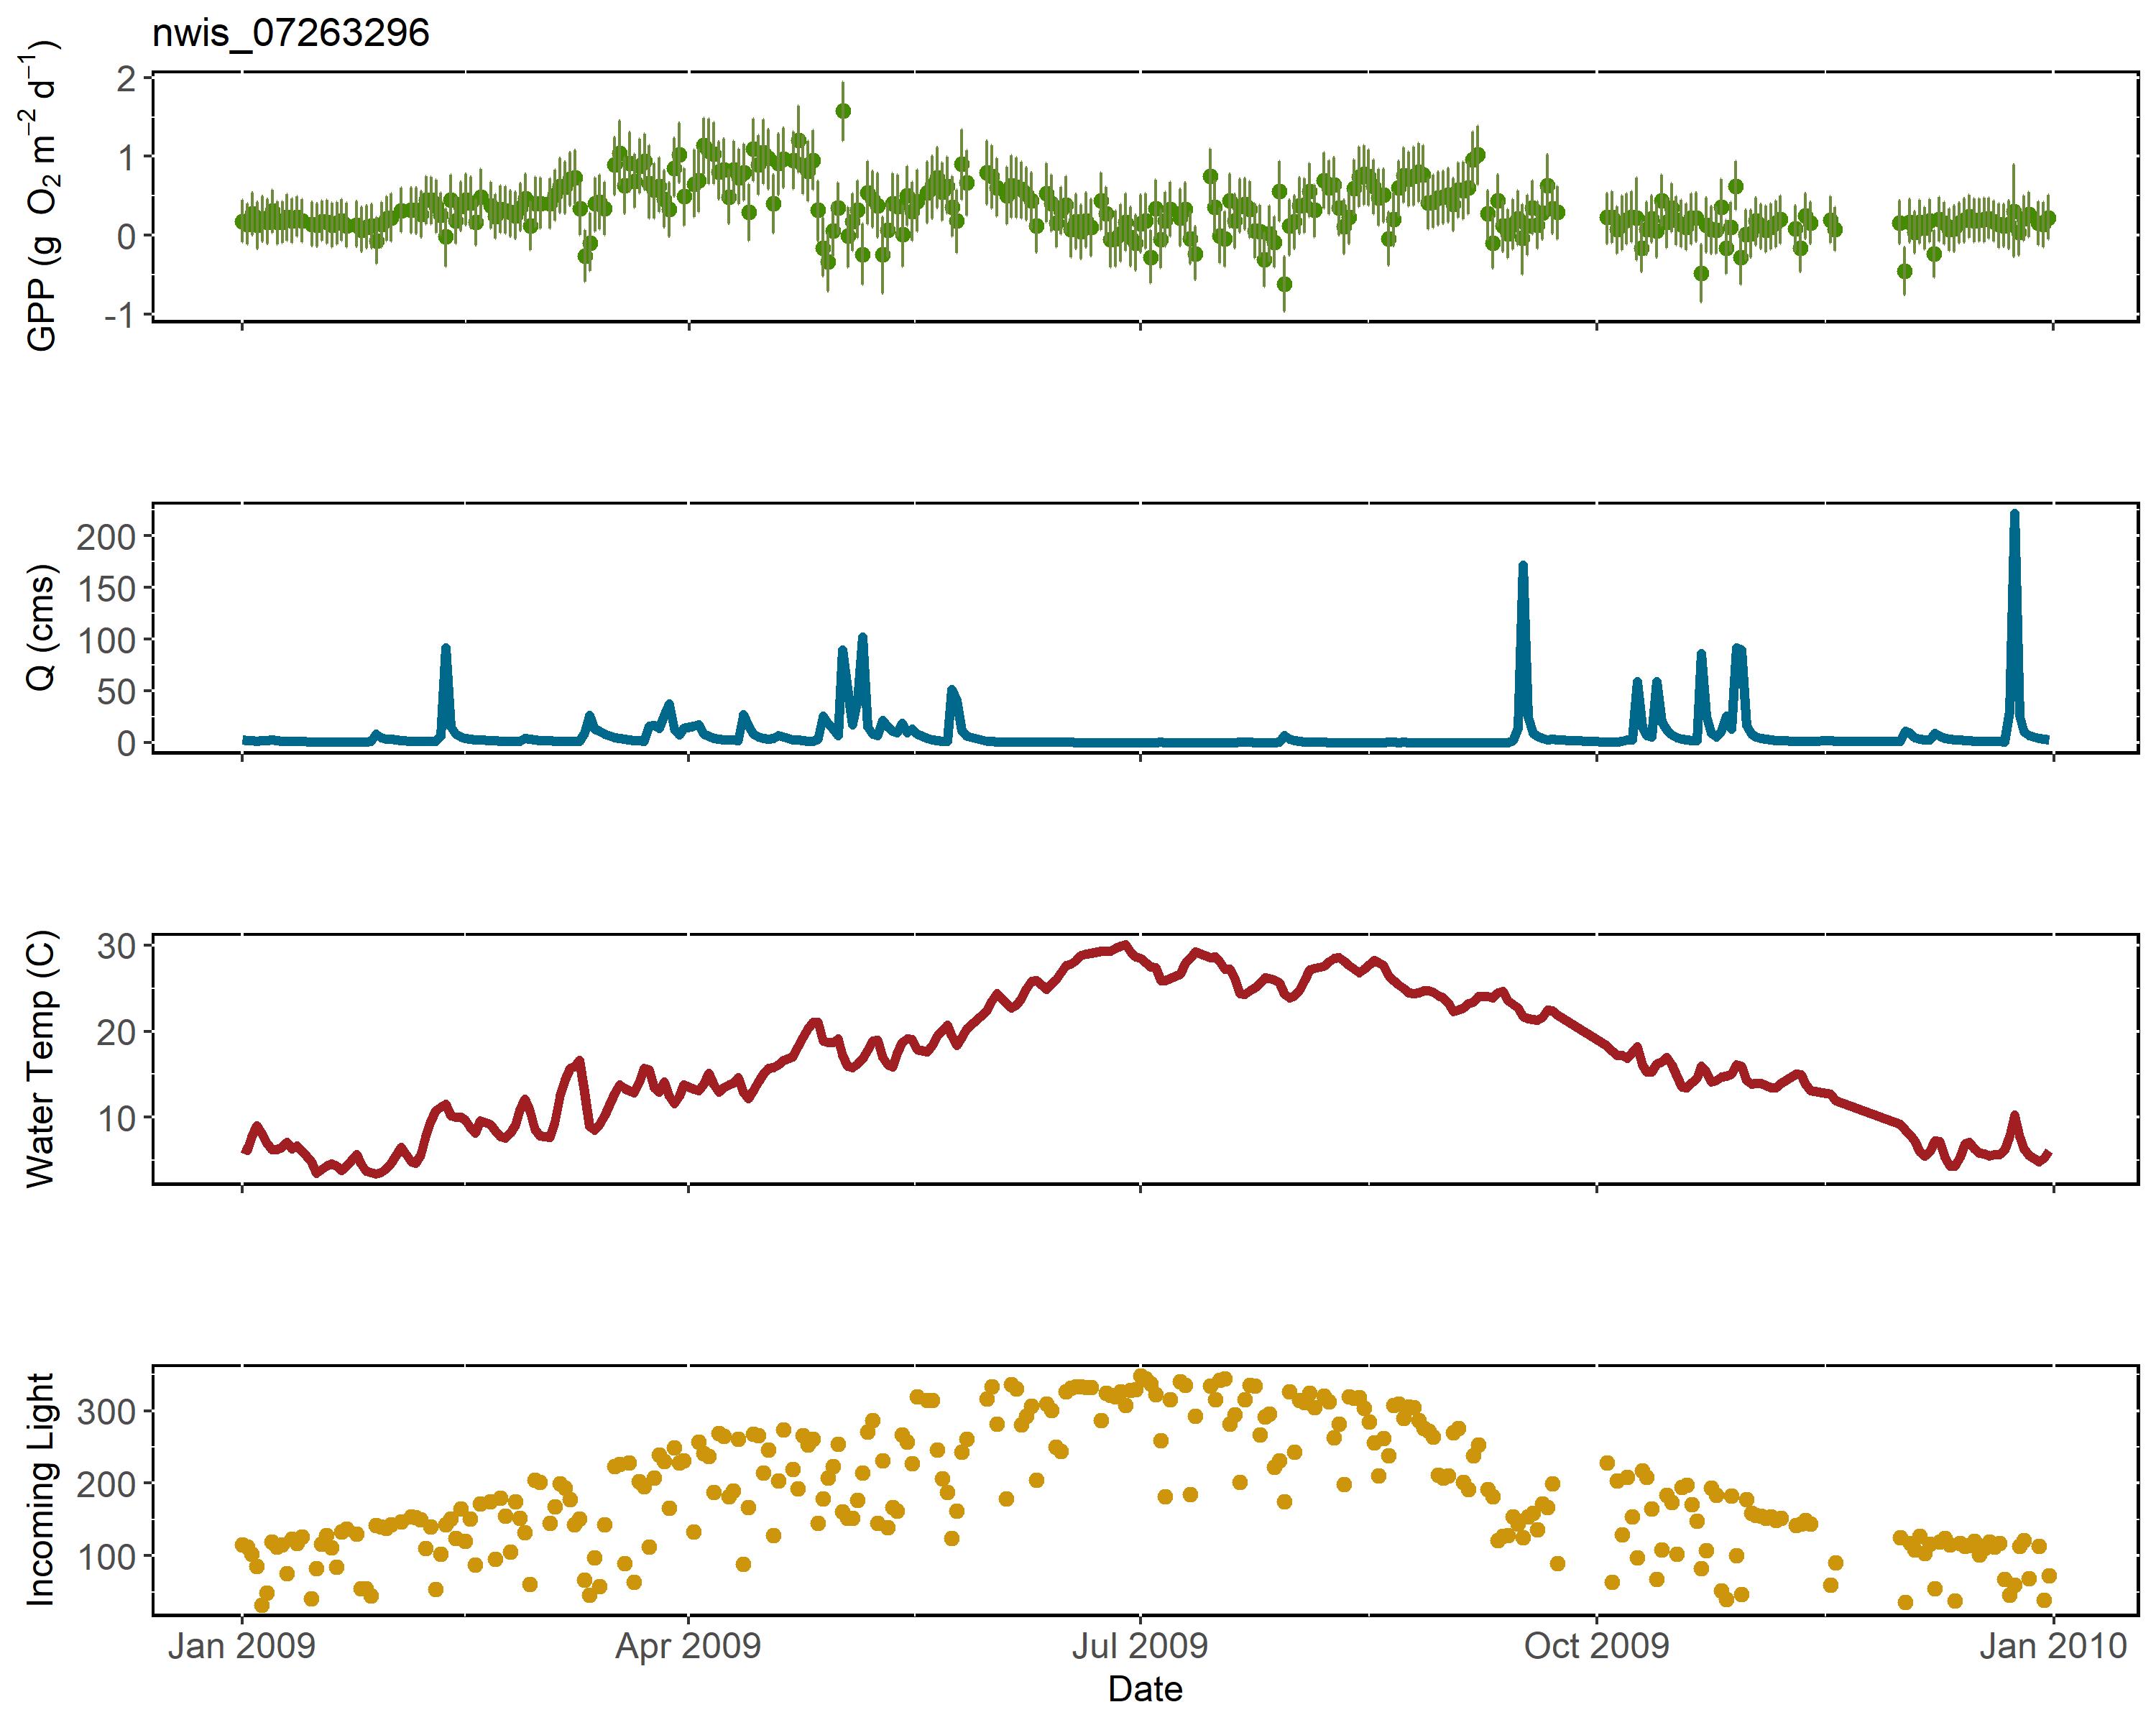 nwis_07263296
GPP (g O₂ m⁻² d⁻¹)
2
1
0
-1
Q (cms)
200
150
100
50
0
Water Temp (C)
30
20
10
Incoming Light
300
200
100
Jan 2009 Apr 2009 Jul 2009 Oct 2009 Jan 2010
Date